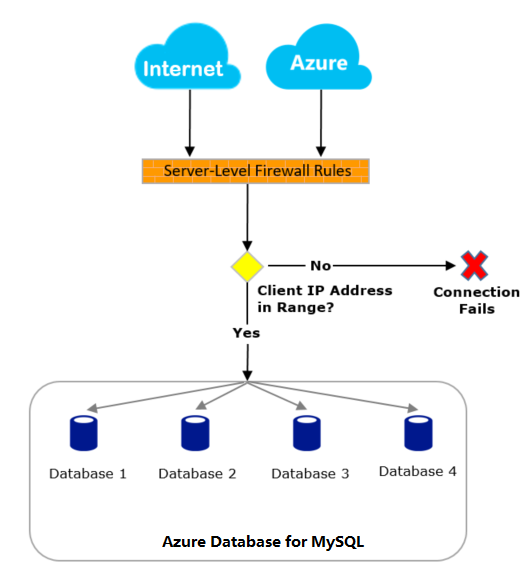 Internet
Azure
Server-Level Firewall Rules
No
Client IP Address
in Range?
Connection
Fails
Yes
Database 1
Database 2
Database 3
Database 4
Azure Database for MySQL